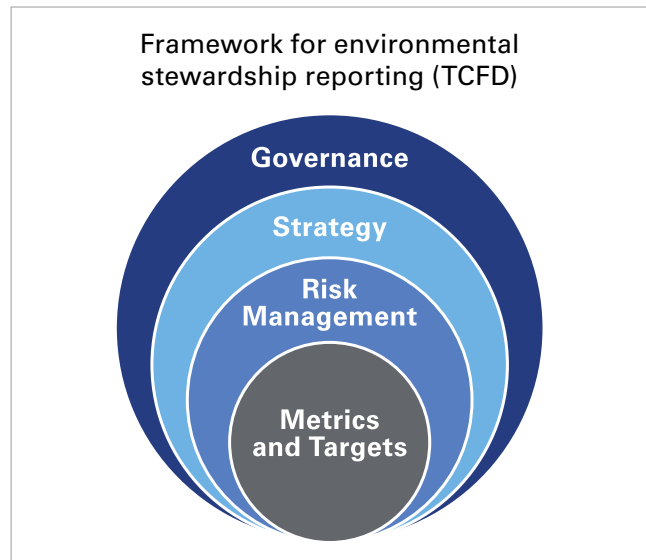 Framework for environmental
stewardship reporting (TCFD)
Governance
Strategy
Risk
Management
Metrics
and Targets